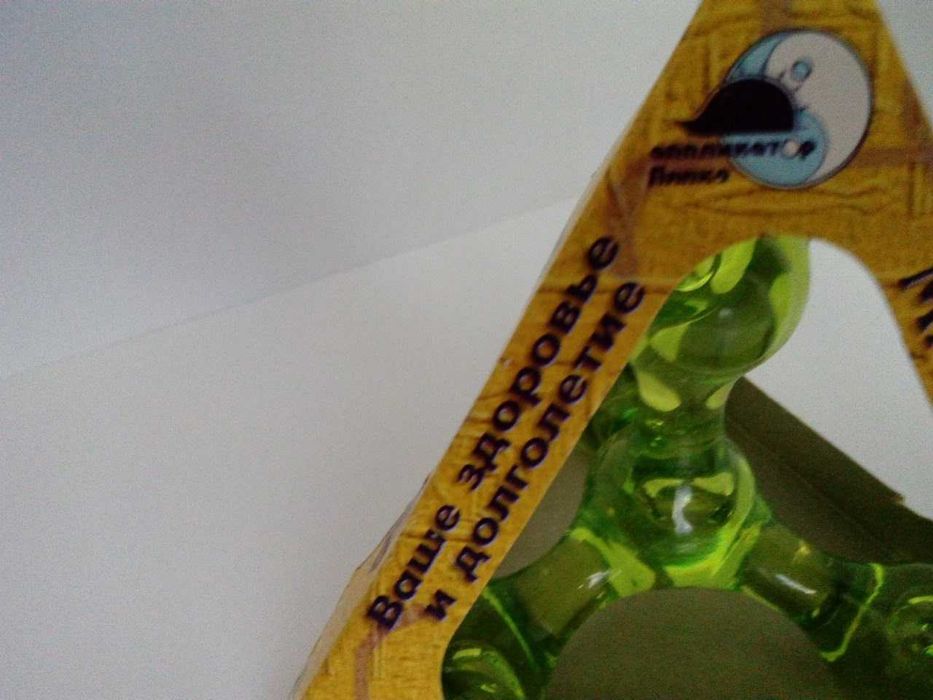 аппликатор
Ляпко
Ваше здоровье
и долголетие